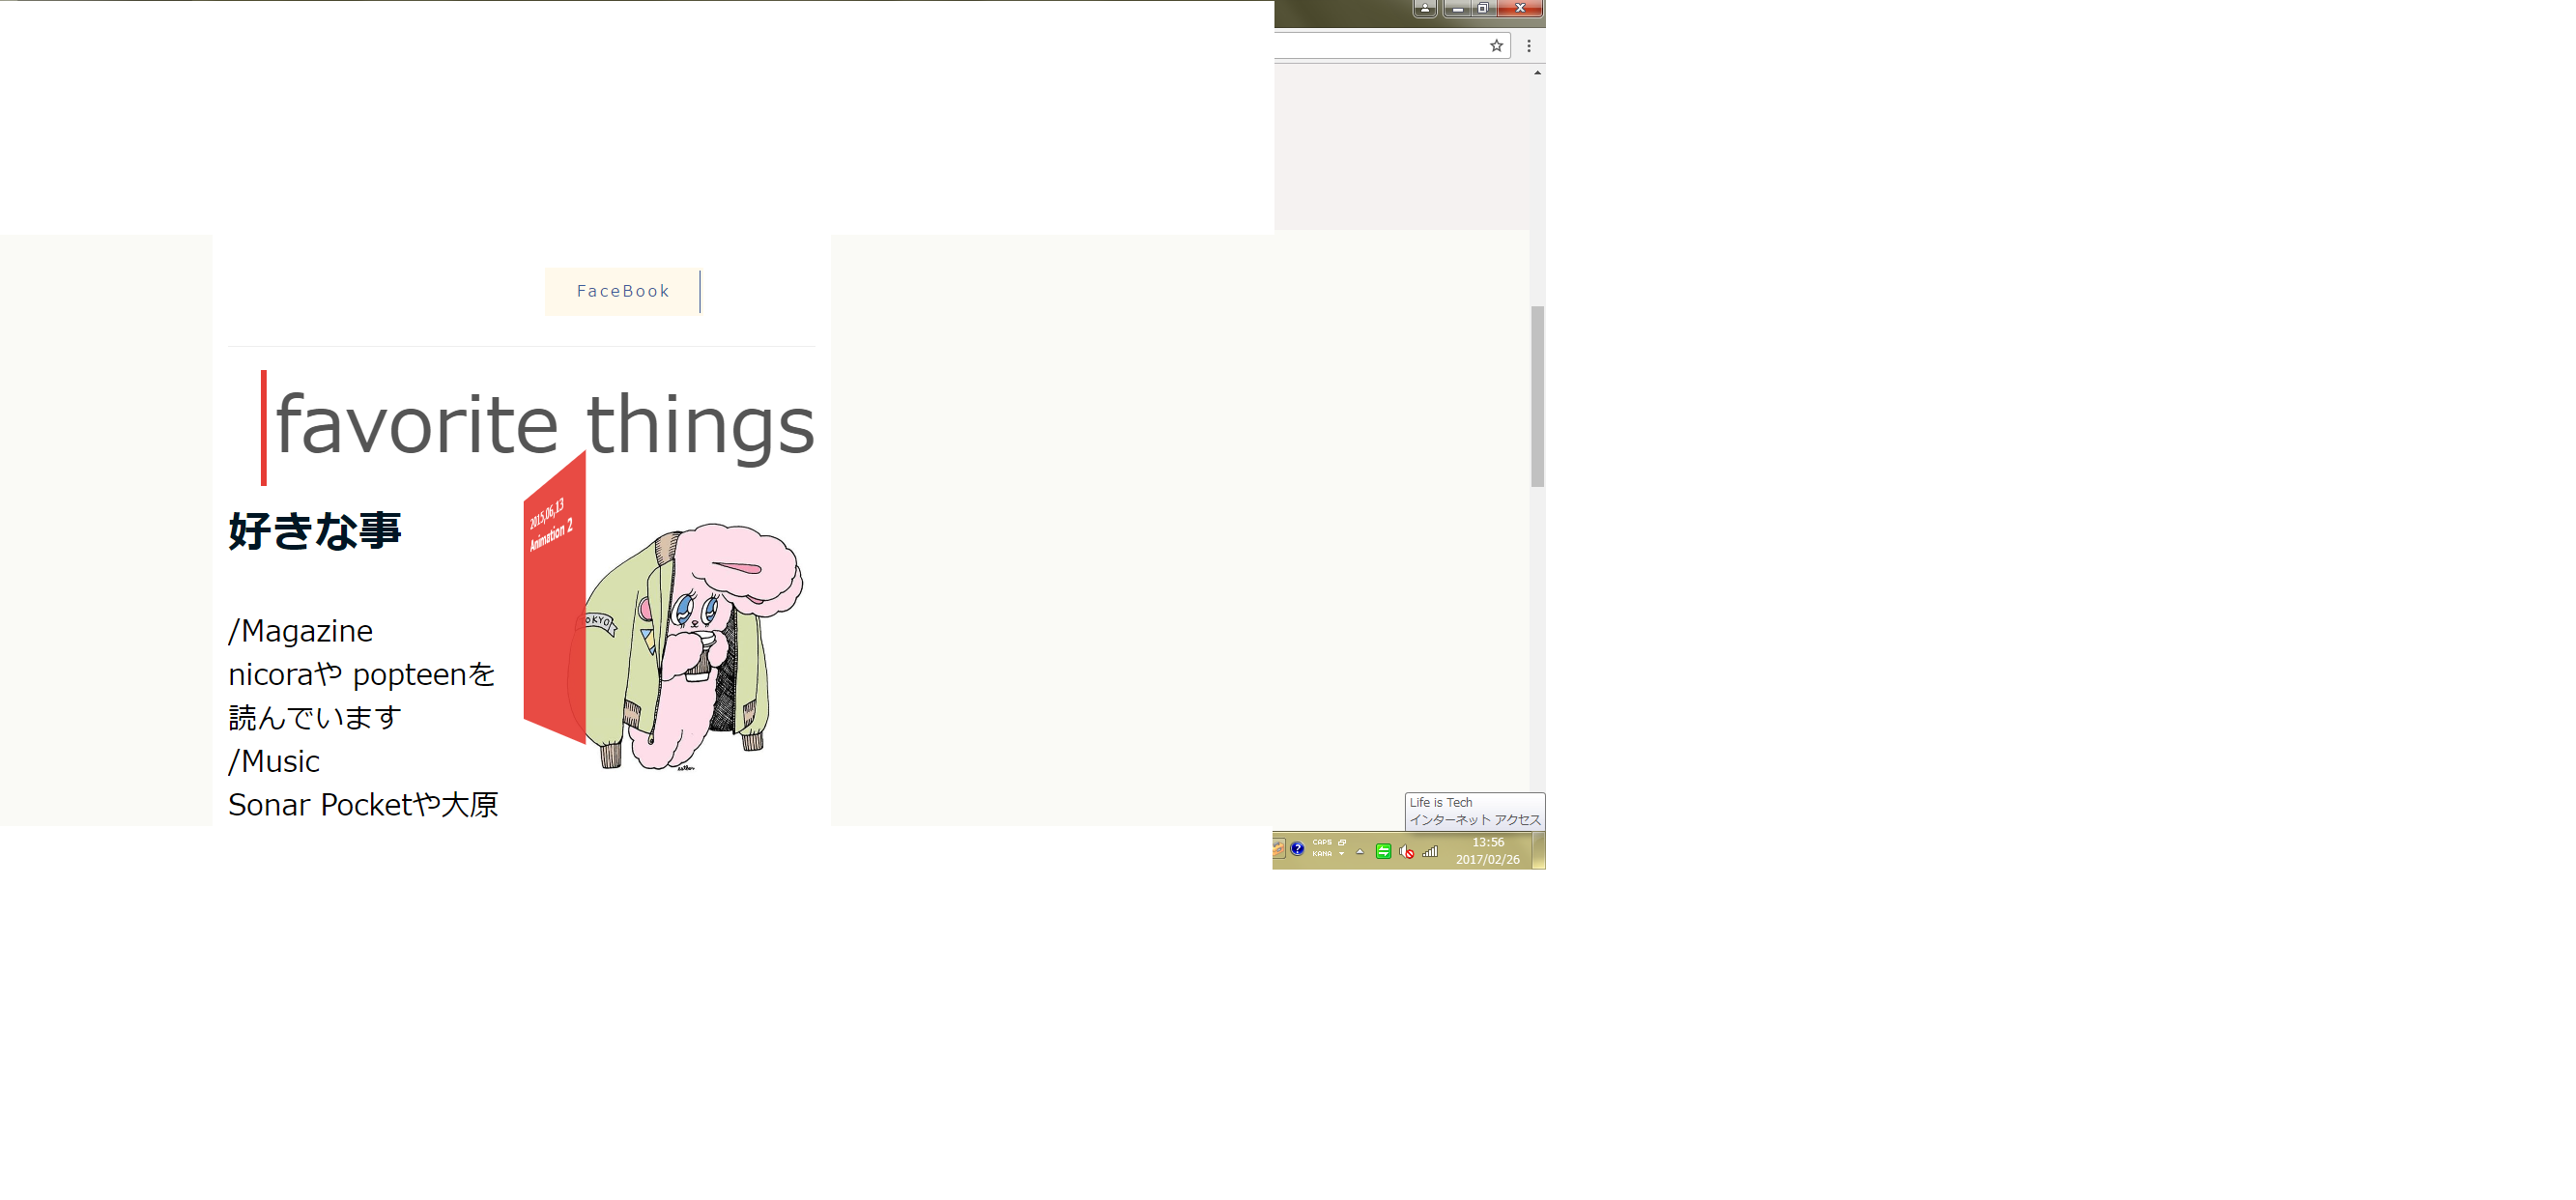 FaceBook
favorite things
2015,06,13
Animation 2
好きな事
/Magazine
nicoraや popteenを
読んでいます
/Music
Sonar Pocketや大原
Life is Tech
インターネット アクセス
CAPS
KANA
13:56
2017/02/26